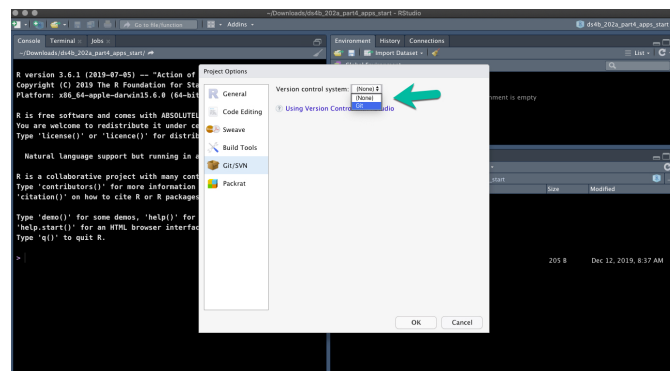 ~/Downloads/ds4b_202a_part4_apps_start - RStudio
Go to file/function
Addins
ds4b_202a_part4_apps_start
Console Terminal Jobs
~/Downloads/ds4b_202a_part4_apps_start/
R version 3.6.1 (2019-07-05) -- "Action of
Copyright (C) 2019 The R Foundation for Sta
Platform: x86_64-apple-darwin15.6.0 (64-bit
R is free software and comes with ABSOLUTEL
You are welcome to redistribute it under ce
Type 'license()' or 'licence()' for distrib
Natural language support but running in a
R is a collaborative project with many cont
Type 'contributors()' for more information
'citation()' on how to cite R or R packages
Type 'demo()' for some demos, 'help()' for
'help.start()' for an HTML browser interfac
Type 'q()' to quit R.
>
Project Options
General
Code Editing
Sweave
Build Tools
Git/SVN
Packrat
Version control system: (None)
(None)
Git
Using Version Control
OK
Cancel
Environment History Connections
Import Dataset
List
nment is empty
_start
Size Modified
205 B Dec 12, 2019, 8:37 AM